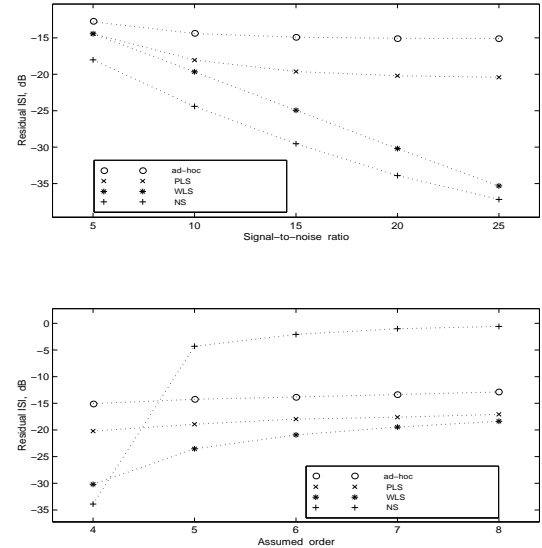 −15
−20
−25
−30
−35
Residual ISI, dB
ad−hoc
PLS
WLS
NS
5 10 15 20 25
Signal−to−noise ratio
0
−5
−10
−15
−20
−25
−30
−35
Residual ISI, dB
ad−hoc
PLS
WLS
NS
4 5 6 7 8
Assumed order